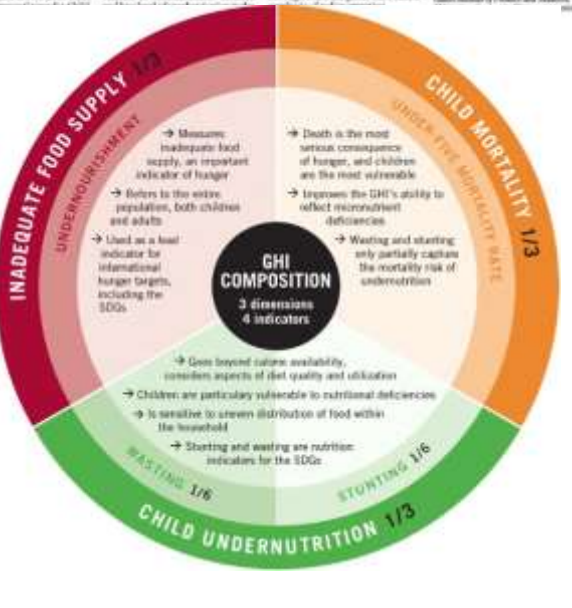 INADEQUATE FOOD SUPPLY 1/3
UNDERNOURISHMENT
→ Measures
inadequate food
supply, an important
indicator of hunger
→ Refers to the entire
population, both children
and adults
→ Used as a lead
indicator for
international
hunger targets,
including the
SDGs
CHILD MORTALITY 1/3
UNDER-FIVE MORTALITY RATE
→ Death is the most
serious consequence
of hunger, and children
are the most vulnerable
→ Improves the GHI's ability to
reflect micronutrient
deficiencies
→ Wasting and stunting
only partially capture
the mortality risk of
undernutrition
GHI
COMPOSITION
3 dimensions
4 indicators
→ Goes beyond calorie availability,
considers aspects of diet quality and utilization
→ Children are particulary vulnerable to nutritional deficiencies
→ Is sensitive to uneven distribution of food within
the household
→ Stunting and wasting are nutrition
indicators for the SDGs
WASTING 1/6
STUNTING 1/6
CHILD UNDERNUTRITION 1/3